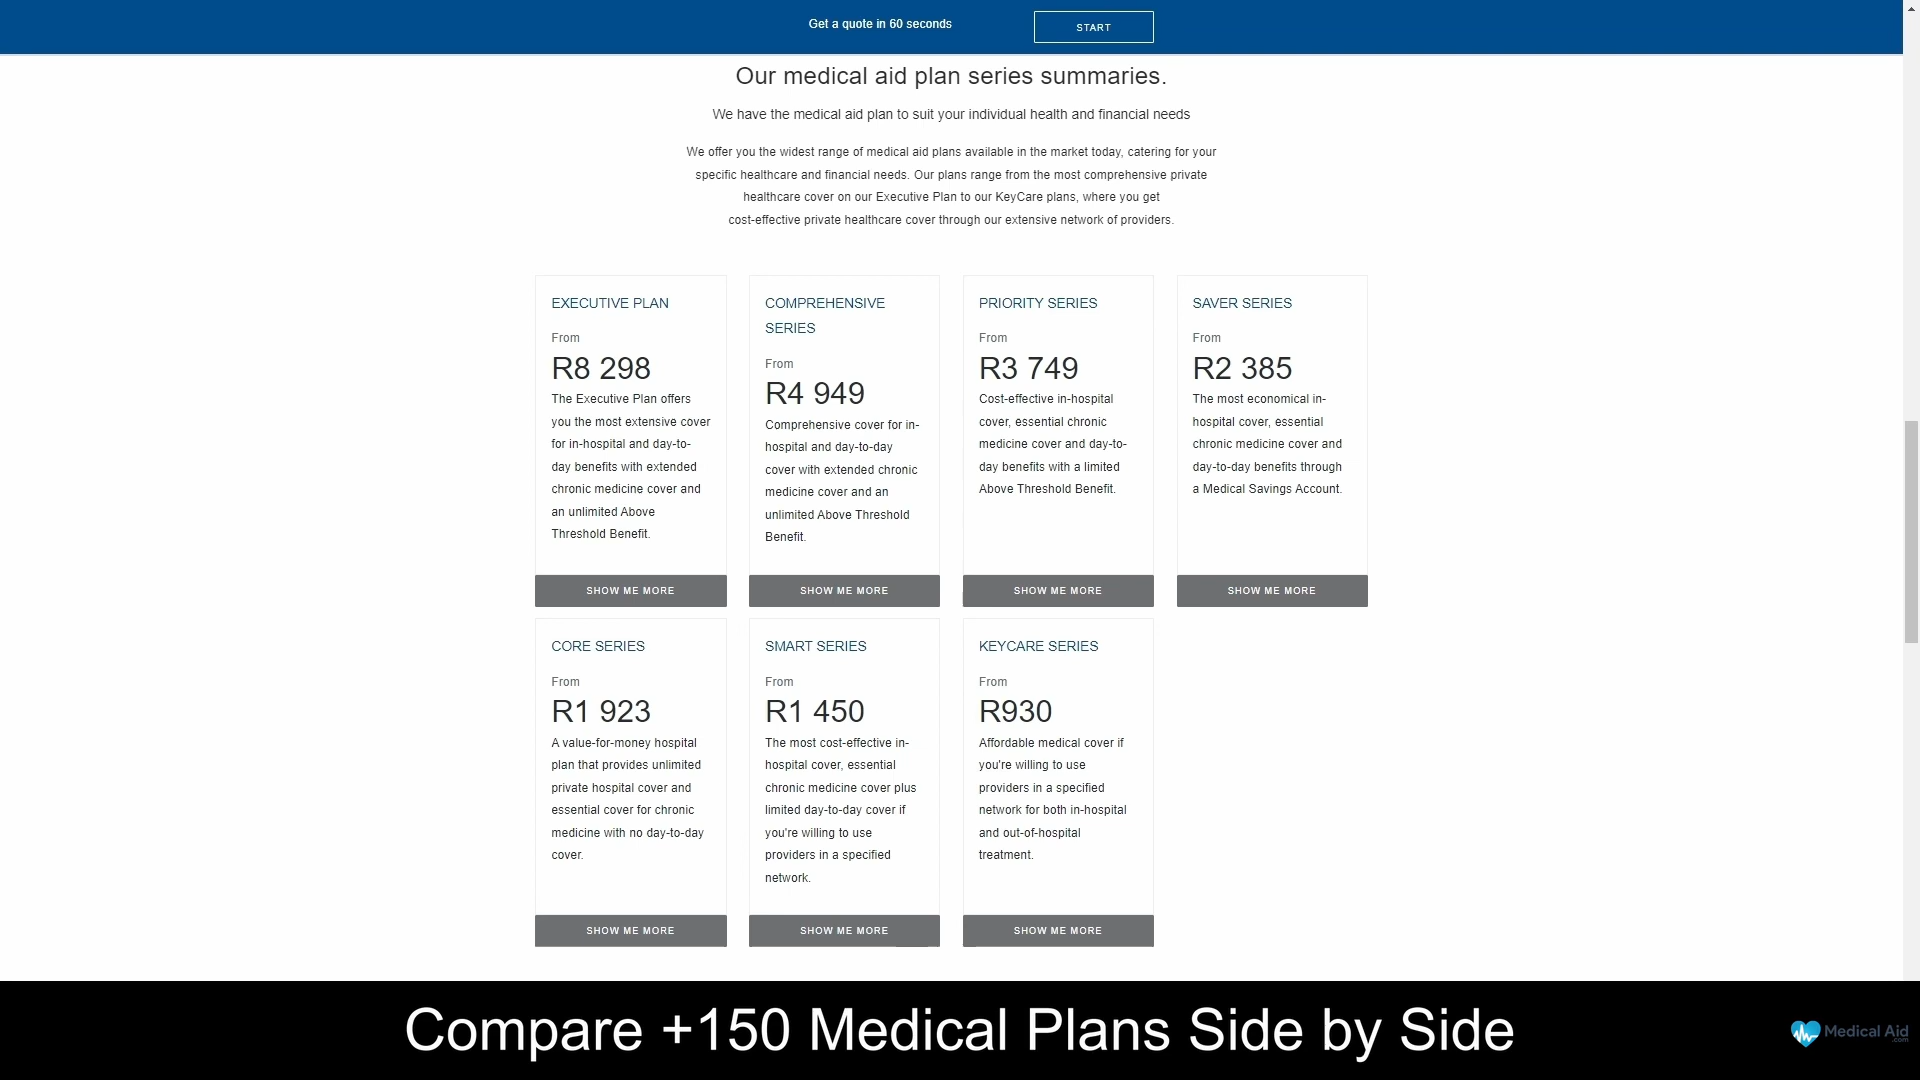 Get a quote in 60 seconds
START
Our medical aid plan series summaries.
We have the medical aid plan to suit your individual health and financial needs
We offer you the widest range of medical aid plans available in the market today, catering for your
specific healthcare and financial needs. Our plans range from the most comprehensive private
healthcare cover on our Executive Plan to our KeyCare plans, where you get
cost-effective private healthcare cover through our extensive network of providers.
EXECUTIVE PLAN
From
R8 298
The Executive Plan offers
you the most extensive cover
for in-hospital and day-to-
day benefits with extended
chronic medicine cover and
an unlimited Above
Threshold Benefit.
SHOW ME MORE
COMPREHENSIVE
SERIES
From
R4 949
Comprehensive cover for in-
hospital and day-to-day
cover with extended chronic
medicine cover and an
unlimited Above Threshold
Benefit.
SHOW ME MORE
PRIORITY SERIES
From
R3 749
Cost-effective in-hospital
cover, essential chronic
medicine cover and day-to-
day benefits with a limited
Above Threshold Benefit.
SHOW ME MORE
SAVER SERIES
From
R2 385
The most economical in-
hospital cover, essential
chronic medicine cover and
day-to-day benefits through
a Medical Savings Account.
SHOW ME MORE
CORE SERIES
From
R1 923
A value-for-money hospital
plan that provides unlimited
private hospital cover and
essential cover for chronic
medicine with no day-to-day
cover.
SHOW ME MORE
SMART SERIES
From
R1 450
The most cost-effective in-
hospital cover, essential
chronic medicine cover plus
limited day-to-day cover if
you're willing to use
providers in a specified
network.
SHOW ME MORE
KEYCARE SERIES
From
R930
Affordable medical cover if
you're willing to use
providers in a specified
network for both in-hospital
and out-of-hospital
treatment.
SHOW ME MORE
Compare +150 Medical Plans Side by Side
Medical Aid
.com